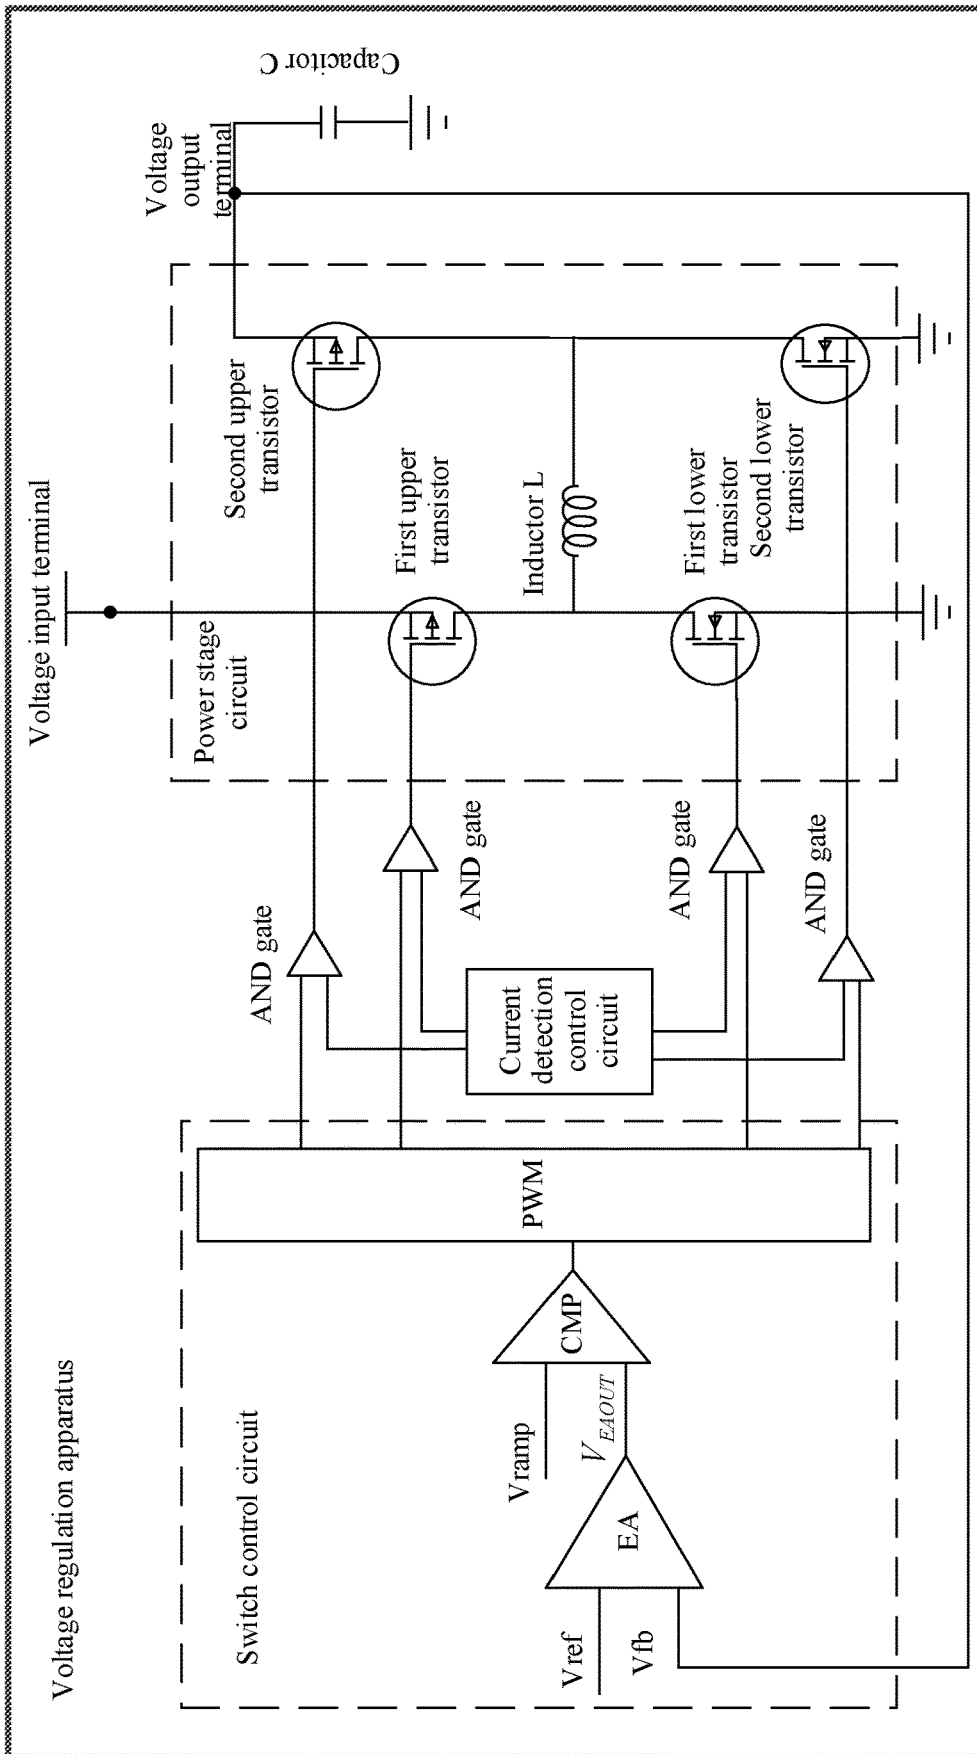 Voltage regulation apparatus
Switch control circuit
Vref
Vfb
EA
Vramp
V_EAOUT
CMP
PWM
Current
detection
control
circuit
AND gate
AND gate
AND gate
AND gate
Voltage input terminal
Power stage
circuit
Second upper
transistor
First upper
transistor
Inductor L
First lower
transistor
Second lower
transistor
Voltage
output
terminal
Capacitor C